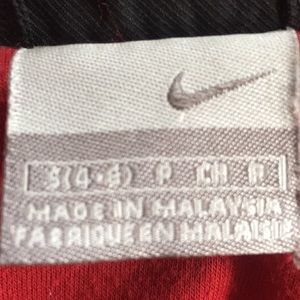 S(4-6) P CH P
MADE IN MALAYSIA
FABRIQUE EN MALAISIE